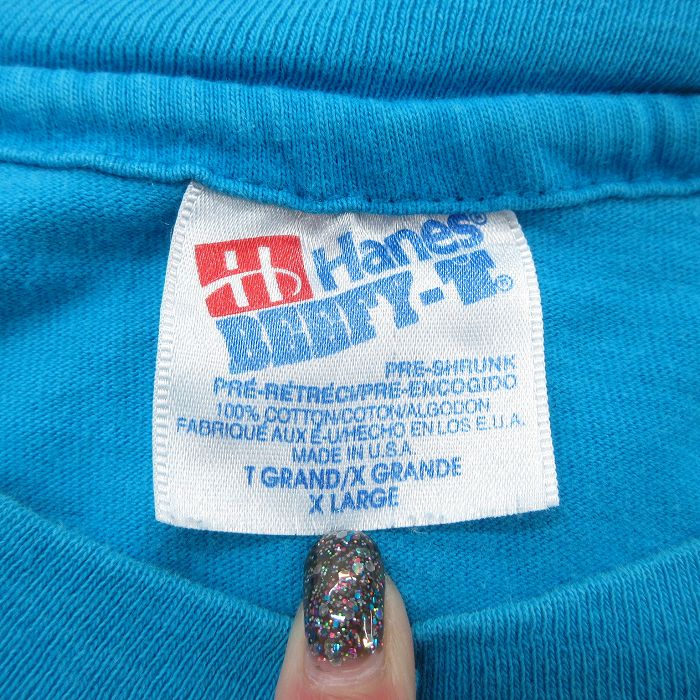 H Hanes®
BEEFY-T®
PRE-SHRUNK
PRÉ-RÉTRÉCI/PRE-ENCOGIDO
100% COTTON/COTON/ALGODON
FABRIQUÉ AUX É-U/HECHO EN LOS E.U.A.
MADE IN U.S.A.
T GRAND/X GRANDE
X LARGE